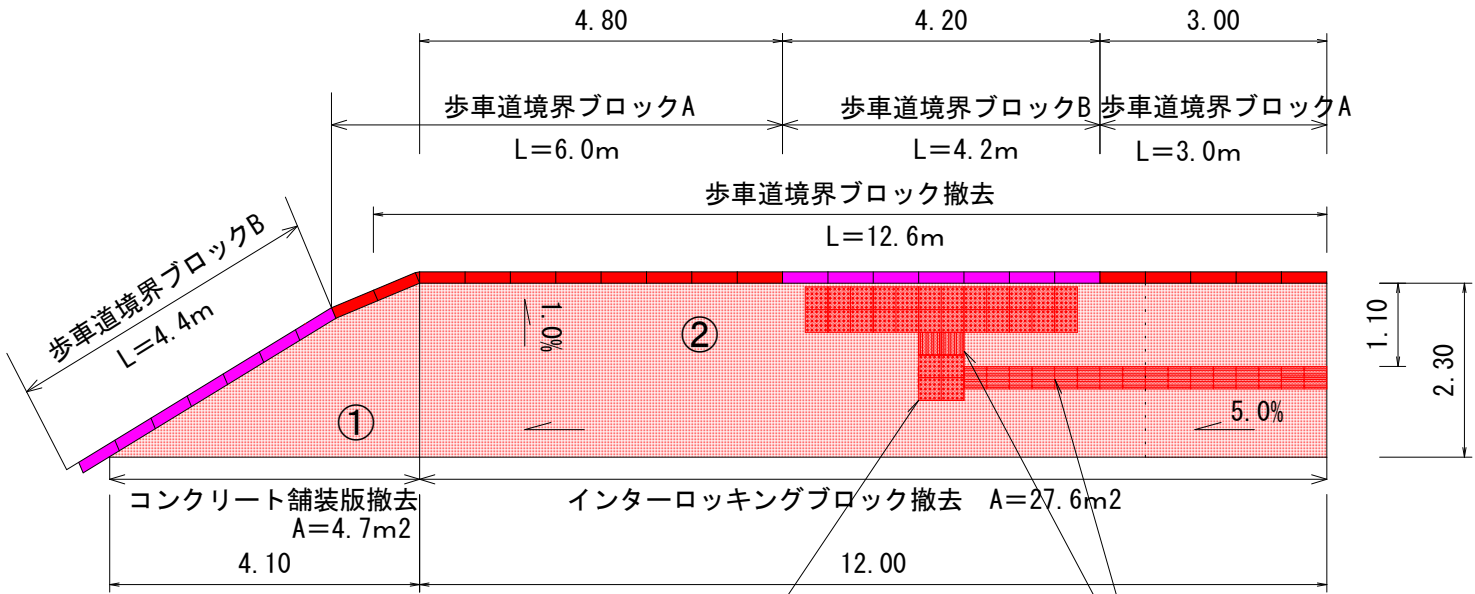 4.80
4.20
3.00
歩車道境界ブロックA
歩車道境界ブロックB
歩車道境界ブロックA
L=6.0m
L=4.2m
L=3.0m
歩車道境界ブロック撤去
L=12.6m
歩車道境界ブロックB
L=4.4m
1.0%
②
1.10
2.30
①
5.0%
コンクリート舗装版撤去
A=4.7m2
インターロッキングブロック撤去 A=27.6m2
4.10
12.00